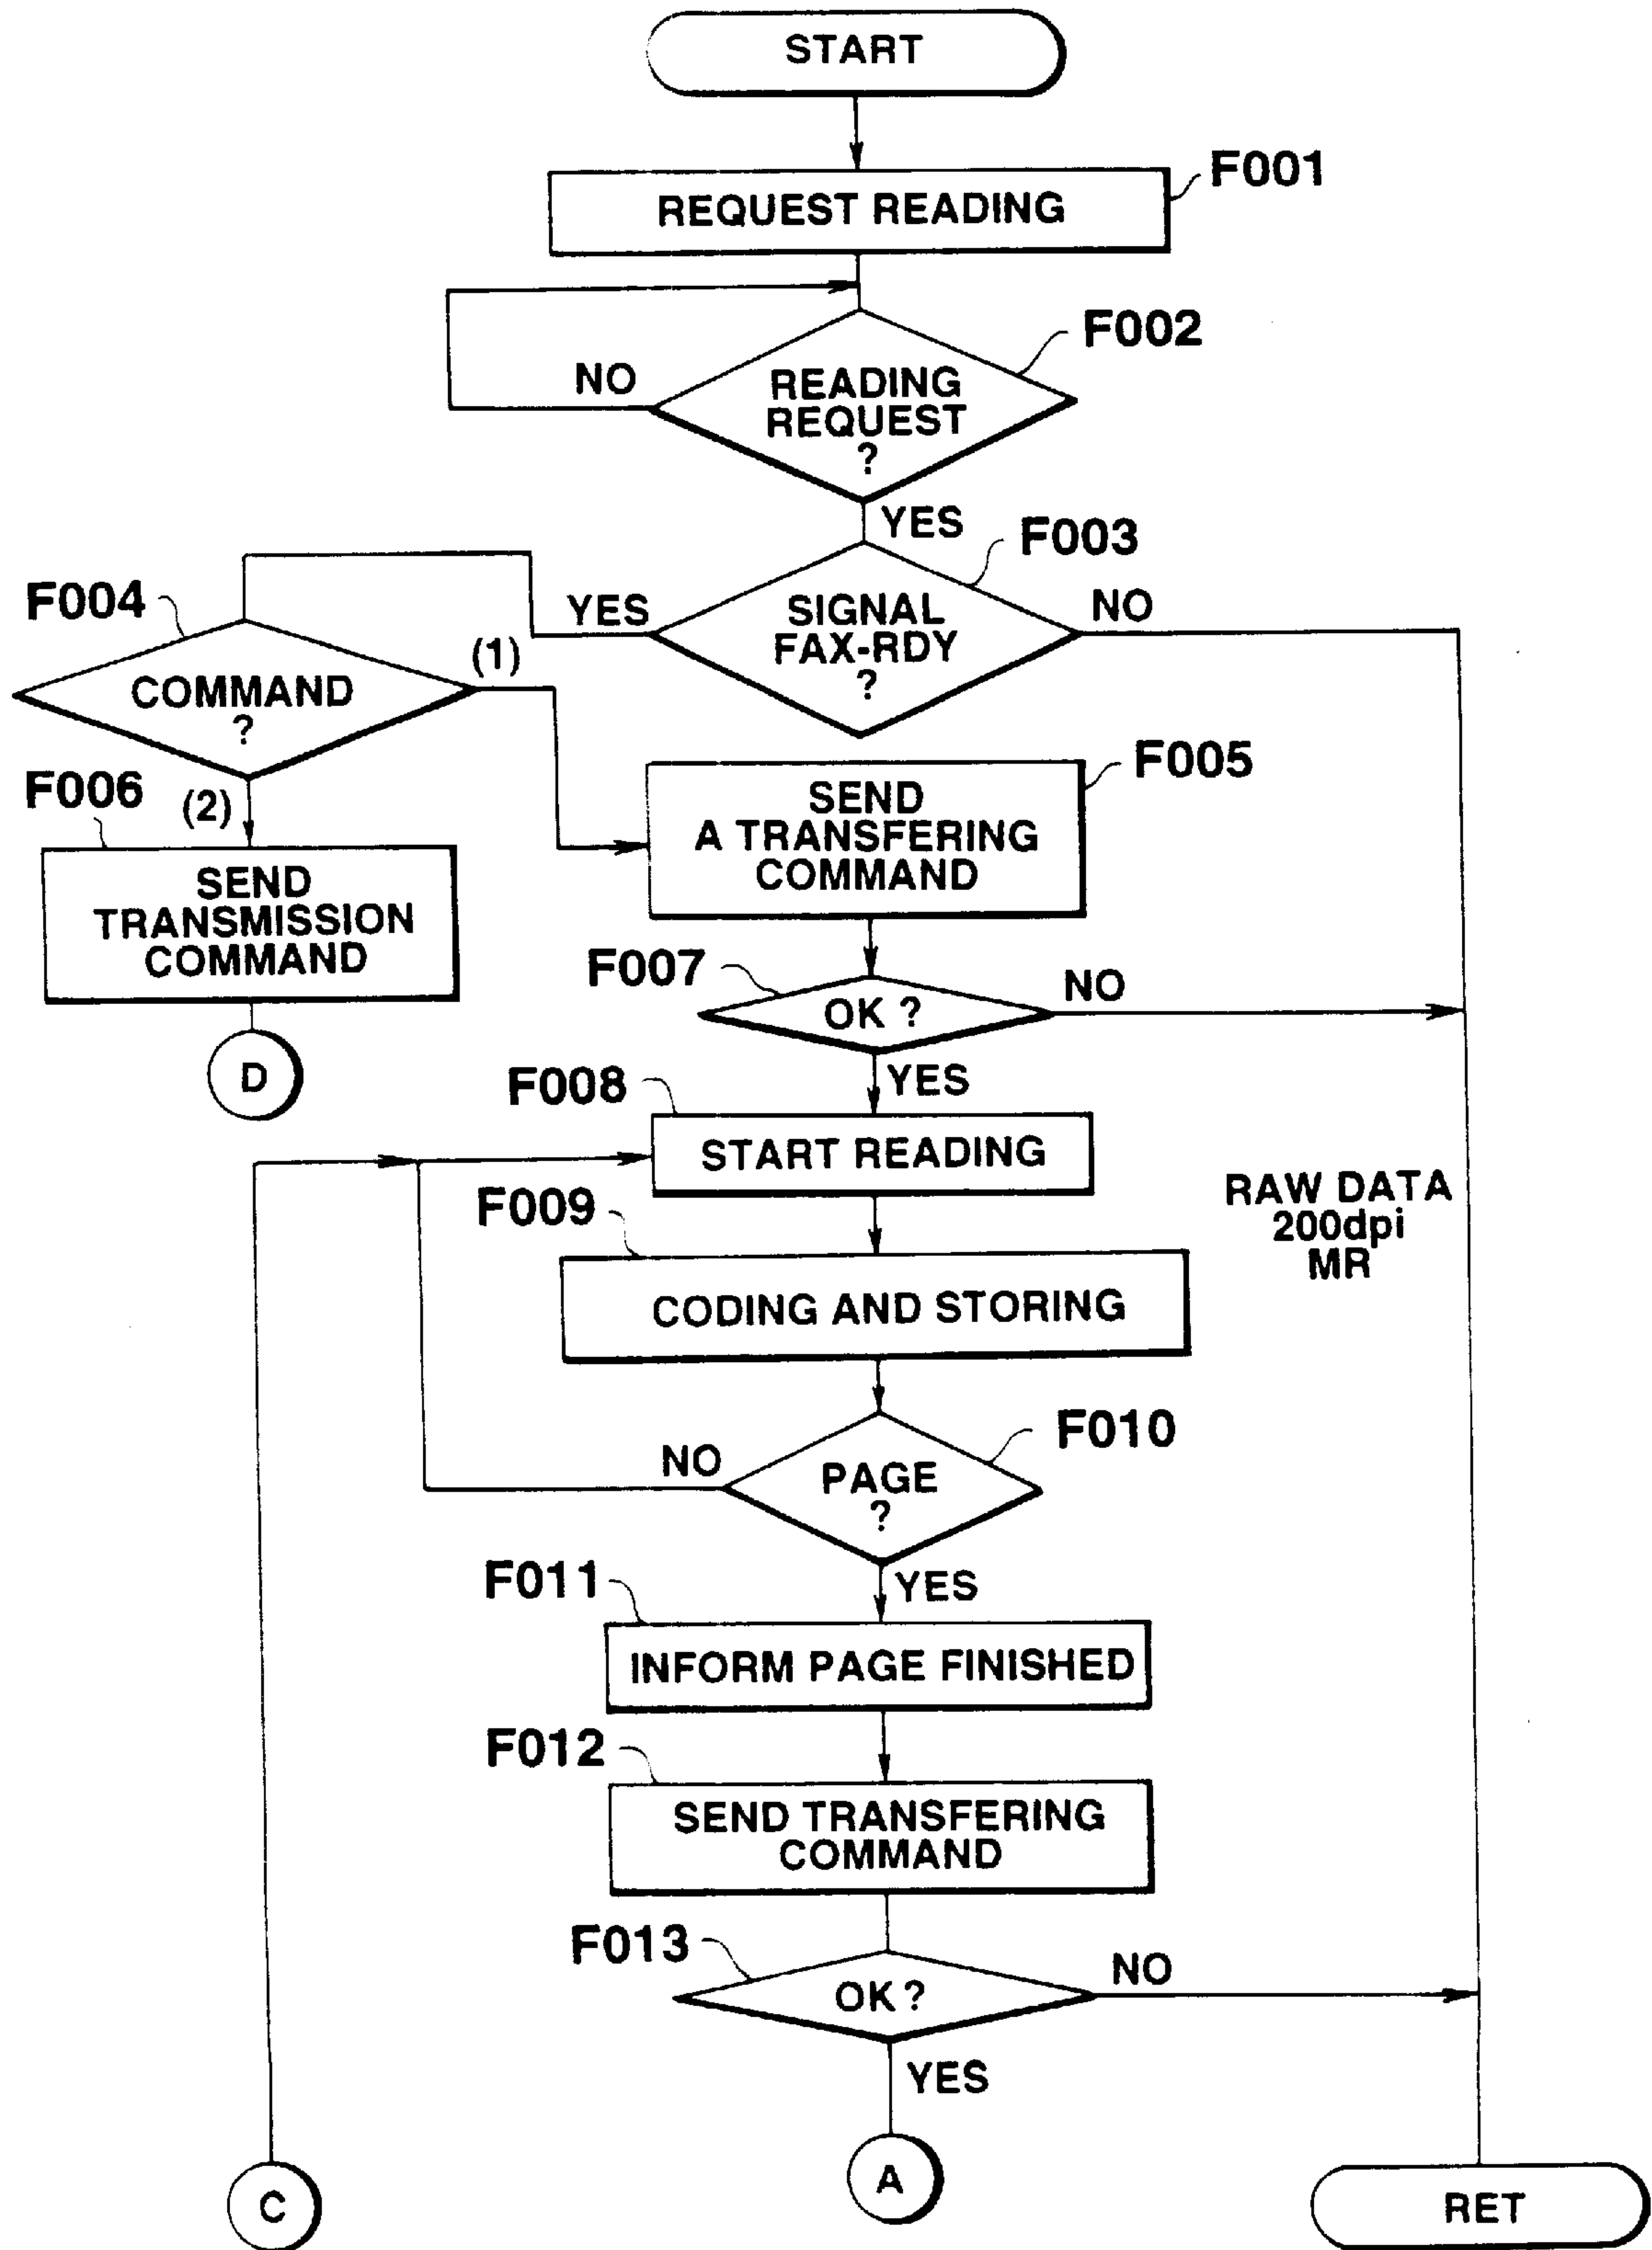 START
F001
REQUEST READING
F002
NO
READING
REQUEST
?
YES
F003
F004
YES
SIGNAL
FAX-RDY
?
NO
(1)
COMMAND
?
F005
F006
(2)
SEND
A TRANSFERING
COMMAND
SEND
TRANSMISSION
COMMAND
F007
OK ?
NO
D
YES
F008
START READING
RAW DATA
200dpi
MR
F009
CODING AND STORING
F010
NO
PAGE
?
YES
F011
INFORM PAGE FINISHED
F012
SEND TRANSFERING
COMMAND
F013
OK ?
NO
YES
C
A
RET